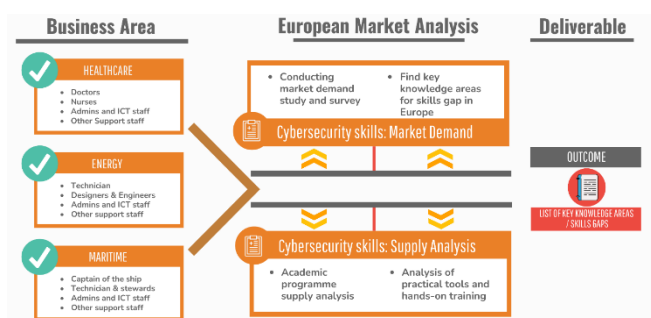 Business Area
European Market Analysis
Deliverable
HEALTHCARE
• Doctors
• Nurses
• Admins and ICT staff
• Other Support staff
ENERGY
• Technician
• Designers & Engineers
• Admins and ICT staff
• Other support staff
MARITIME
• Captain of the ship
• Technician & stewards
• Admins and ICT staff
• Other support staff
• Conducting
market demand
study and survey
• Find key
knowledge areas
for skills gap in
Europe
Cybersecurity skills: Market Demand
Cybersecurity skills: Supply Analysis
• Academic
programme
supply analysis
• Analysis of
practical tools and
hands-on training
OUTCOME
LIST OF KEY KNOWLEDGE AREAS
/ SKILLS GAPS